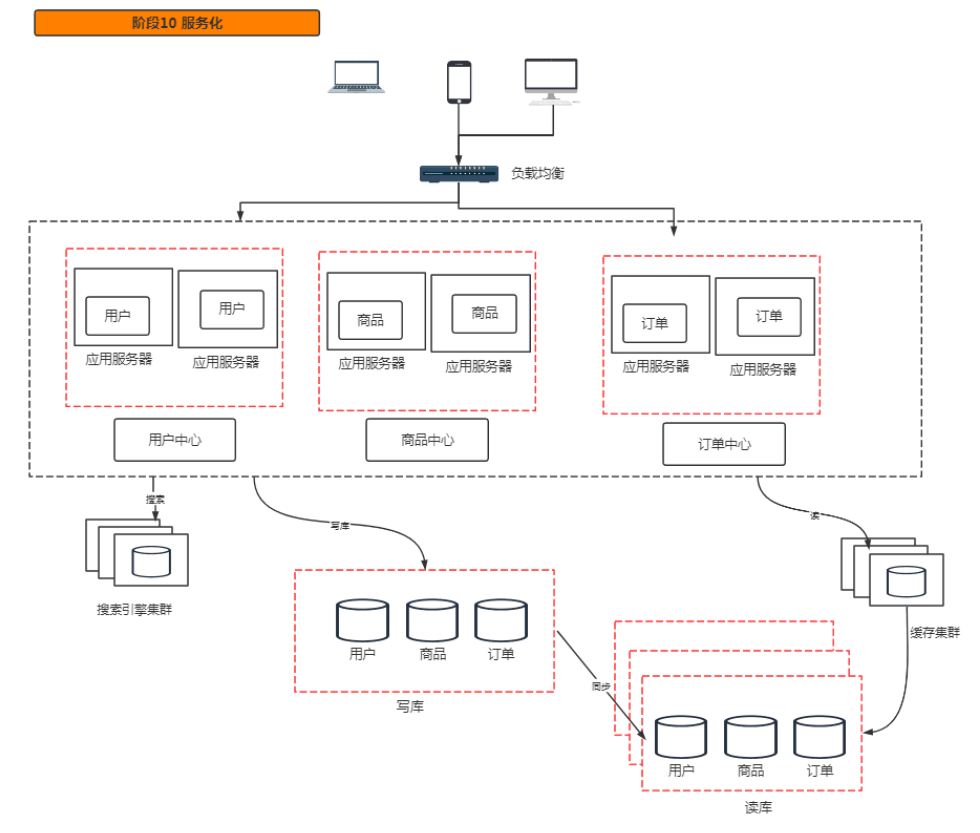 阶段10 服务化
负载均衡
用户
用户
应用服务器
应用服务器
商品
商品
应用服务器
应用服务器
订单
订单
应用服务器
应用服务器
用户中心
商品中心
订单中心
搜索
写库
读
搜索引擎集群
缓存集群
用户
商品
订单
写库
同步
用户
商品
订单
读库